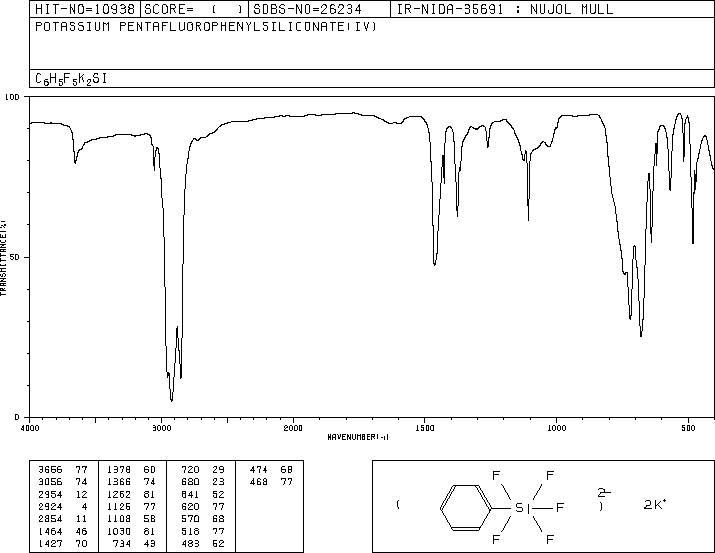 HIT-NO=10938 SCORE= ( ) SDBS-NO=26234 IR-NIDA-35691 : NUJOL MULL
POTASSIUM PENTAFLUOROPHENYLSILICONATE(IV)
C6H5F5K2SI
TRANSMITTANCE(%)
100
50
0
4000 3000 2000 1500 1000 500
WAVENUMBER(-1)
3666 77 1378 60 720 29 474 68
3056 74 1366 74 680 23 468 77
2954 12 1262 81 641 52
2924 4 1126 77 620 77
2854 11 1108 58 570 68
1464 46 1030 81 518 77
1427 70 734 43 483 52
F F
( SI F ) 2- 2K+
F F